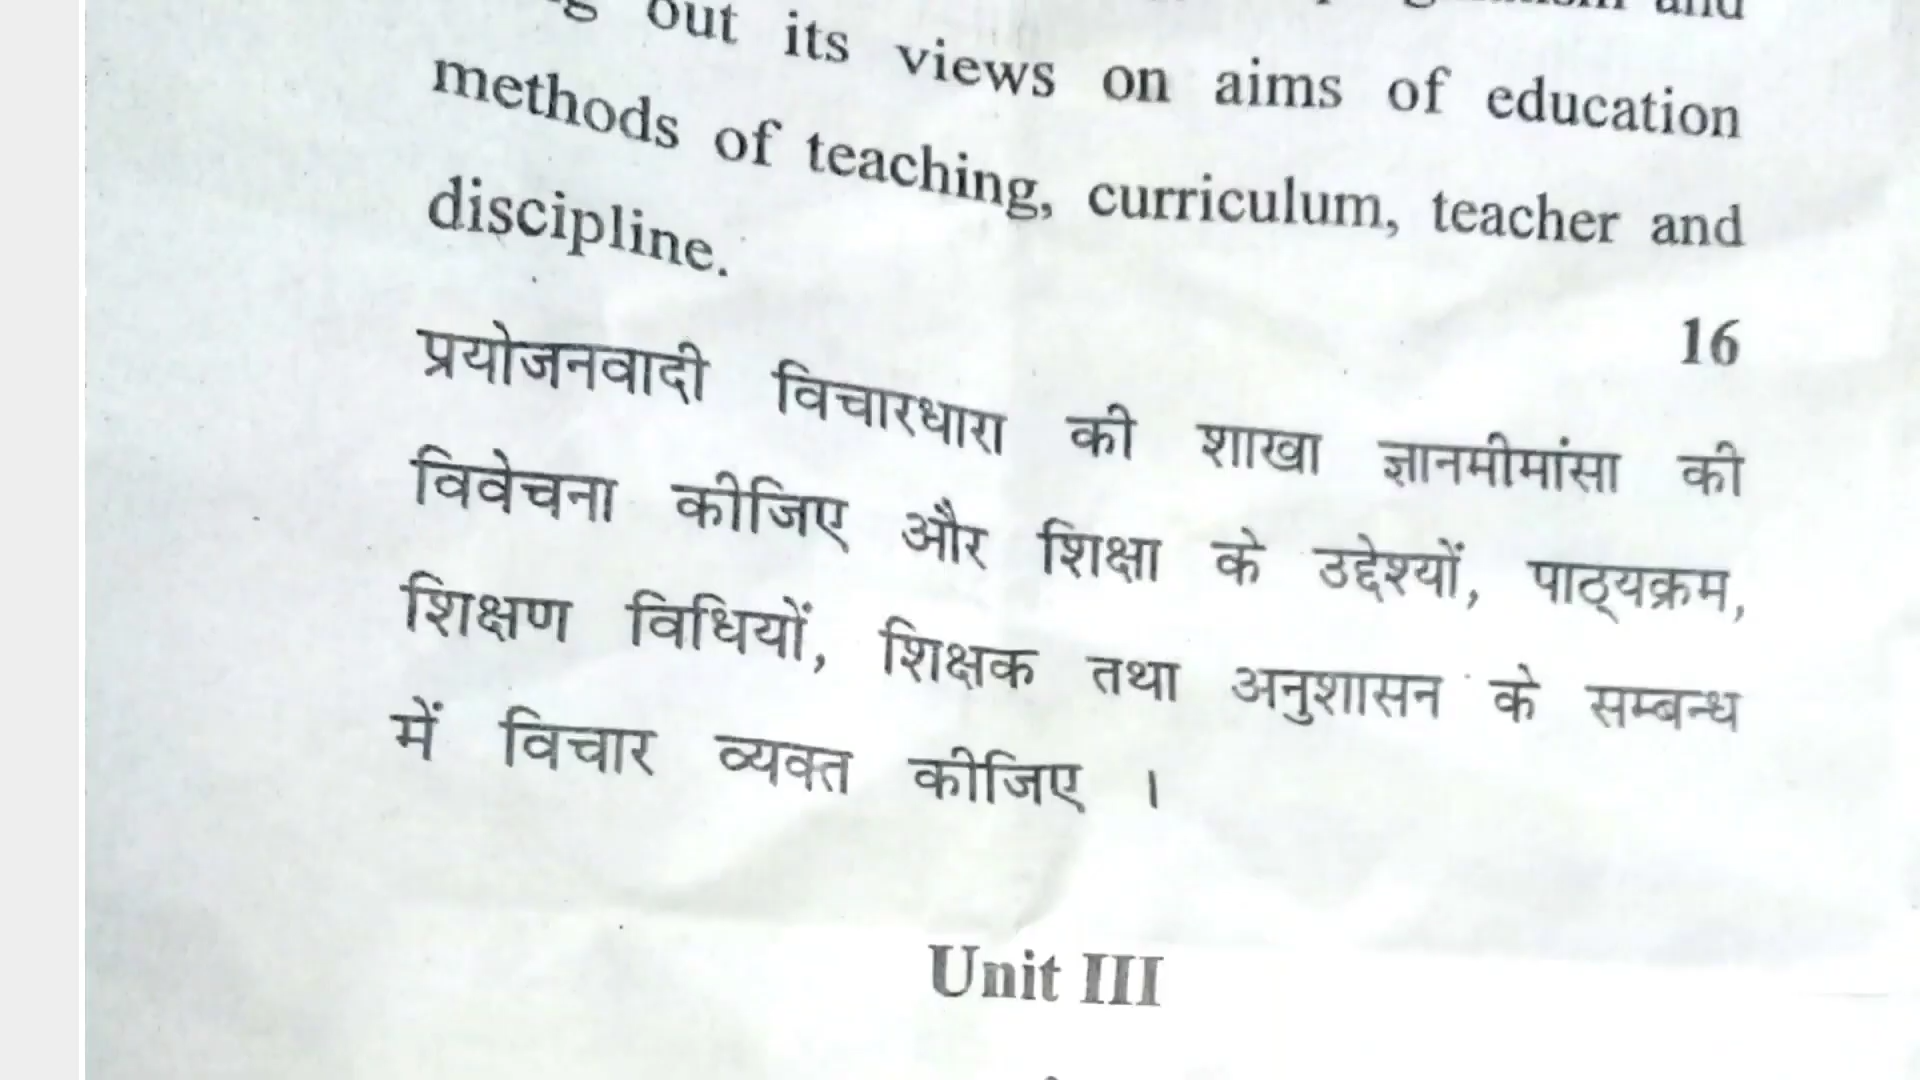 out its views on aims of education
methods of teaching, curriculum, teacher and
discipline.
16
प्रयोजनवादी विचारधारा की शाखा ज्ञानमीमांसा की
विवेचना कीजिए और शिक्षा के उद्देश्यों, पाठ्यक्रम,
शिक्षण विधियों, शिक्षक तथा अनुशासन के सम्बन्ध
में विचार व्यक्त कीजिए ।
Unit III